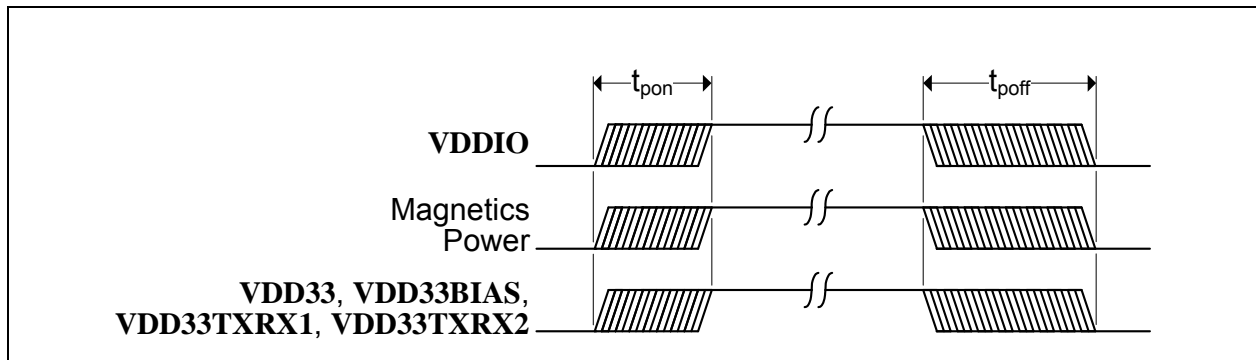 tpon
tpoff
VDDIO
Magnetics
Power
VDD33, VDD33BIAS,
VDD33TXRX1, VDD33TXRX2